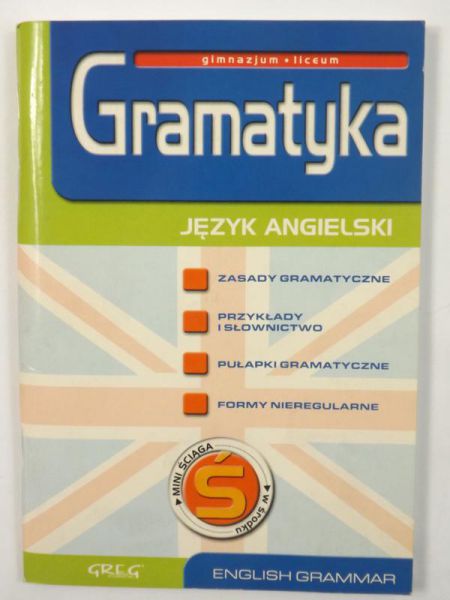 gimnazjum • liceum
Gramatyka
JĘZYK ANGIELSKI
ZASADY GRAMATYCZNE
PRZYKŁADY
I SŁOWNICTWO
PUŁAPKI GRAMATYCZNE
FORMY NIEREGULARNE
MINI ŚCIĄGA
Ś
w środku
GREG
ENGLISH GRAMMAR